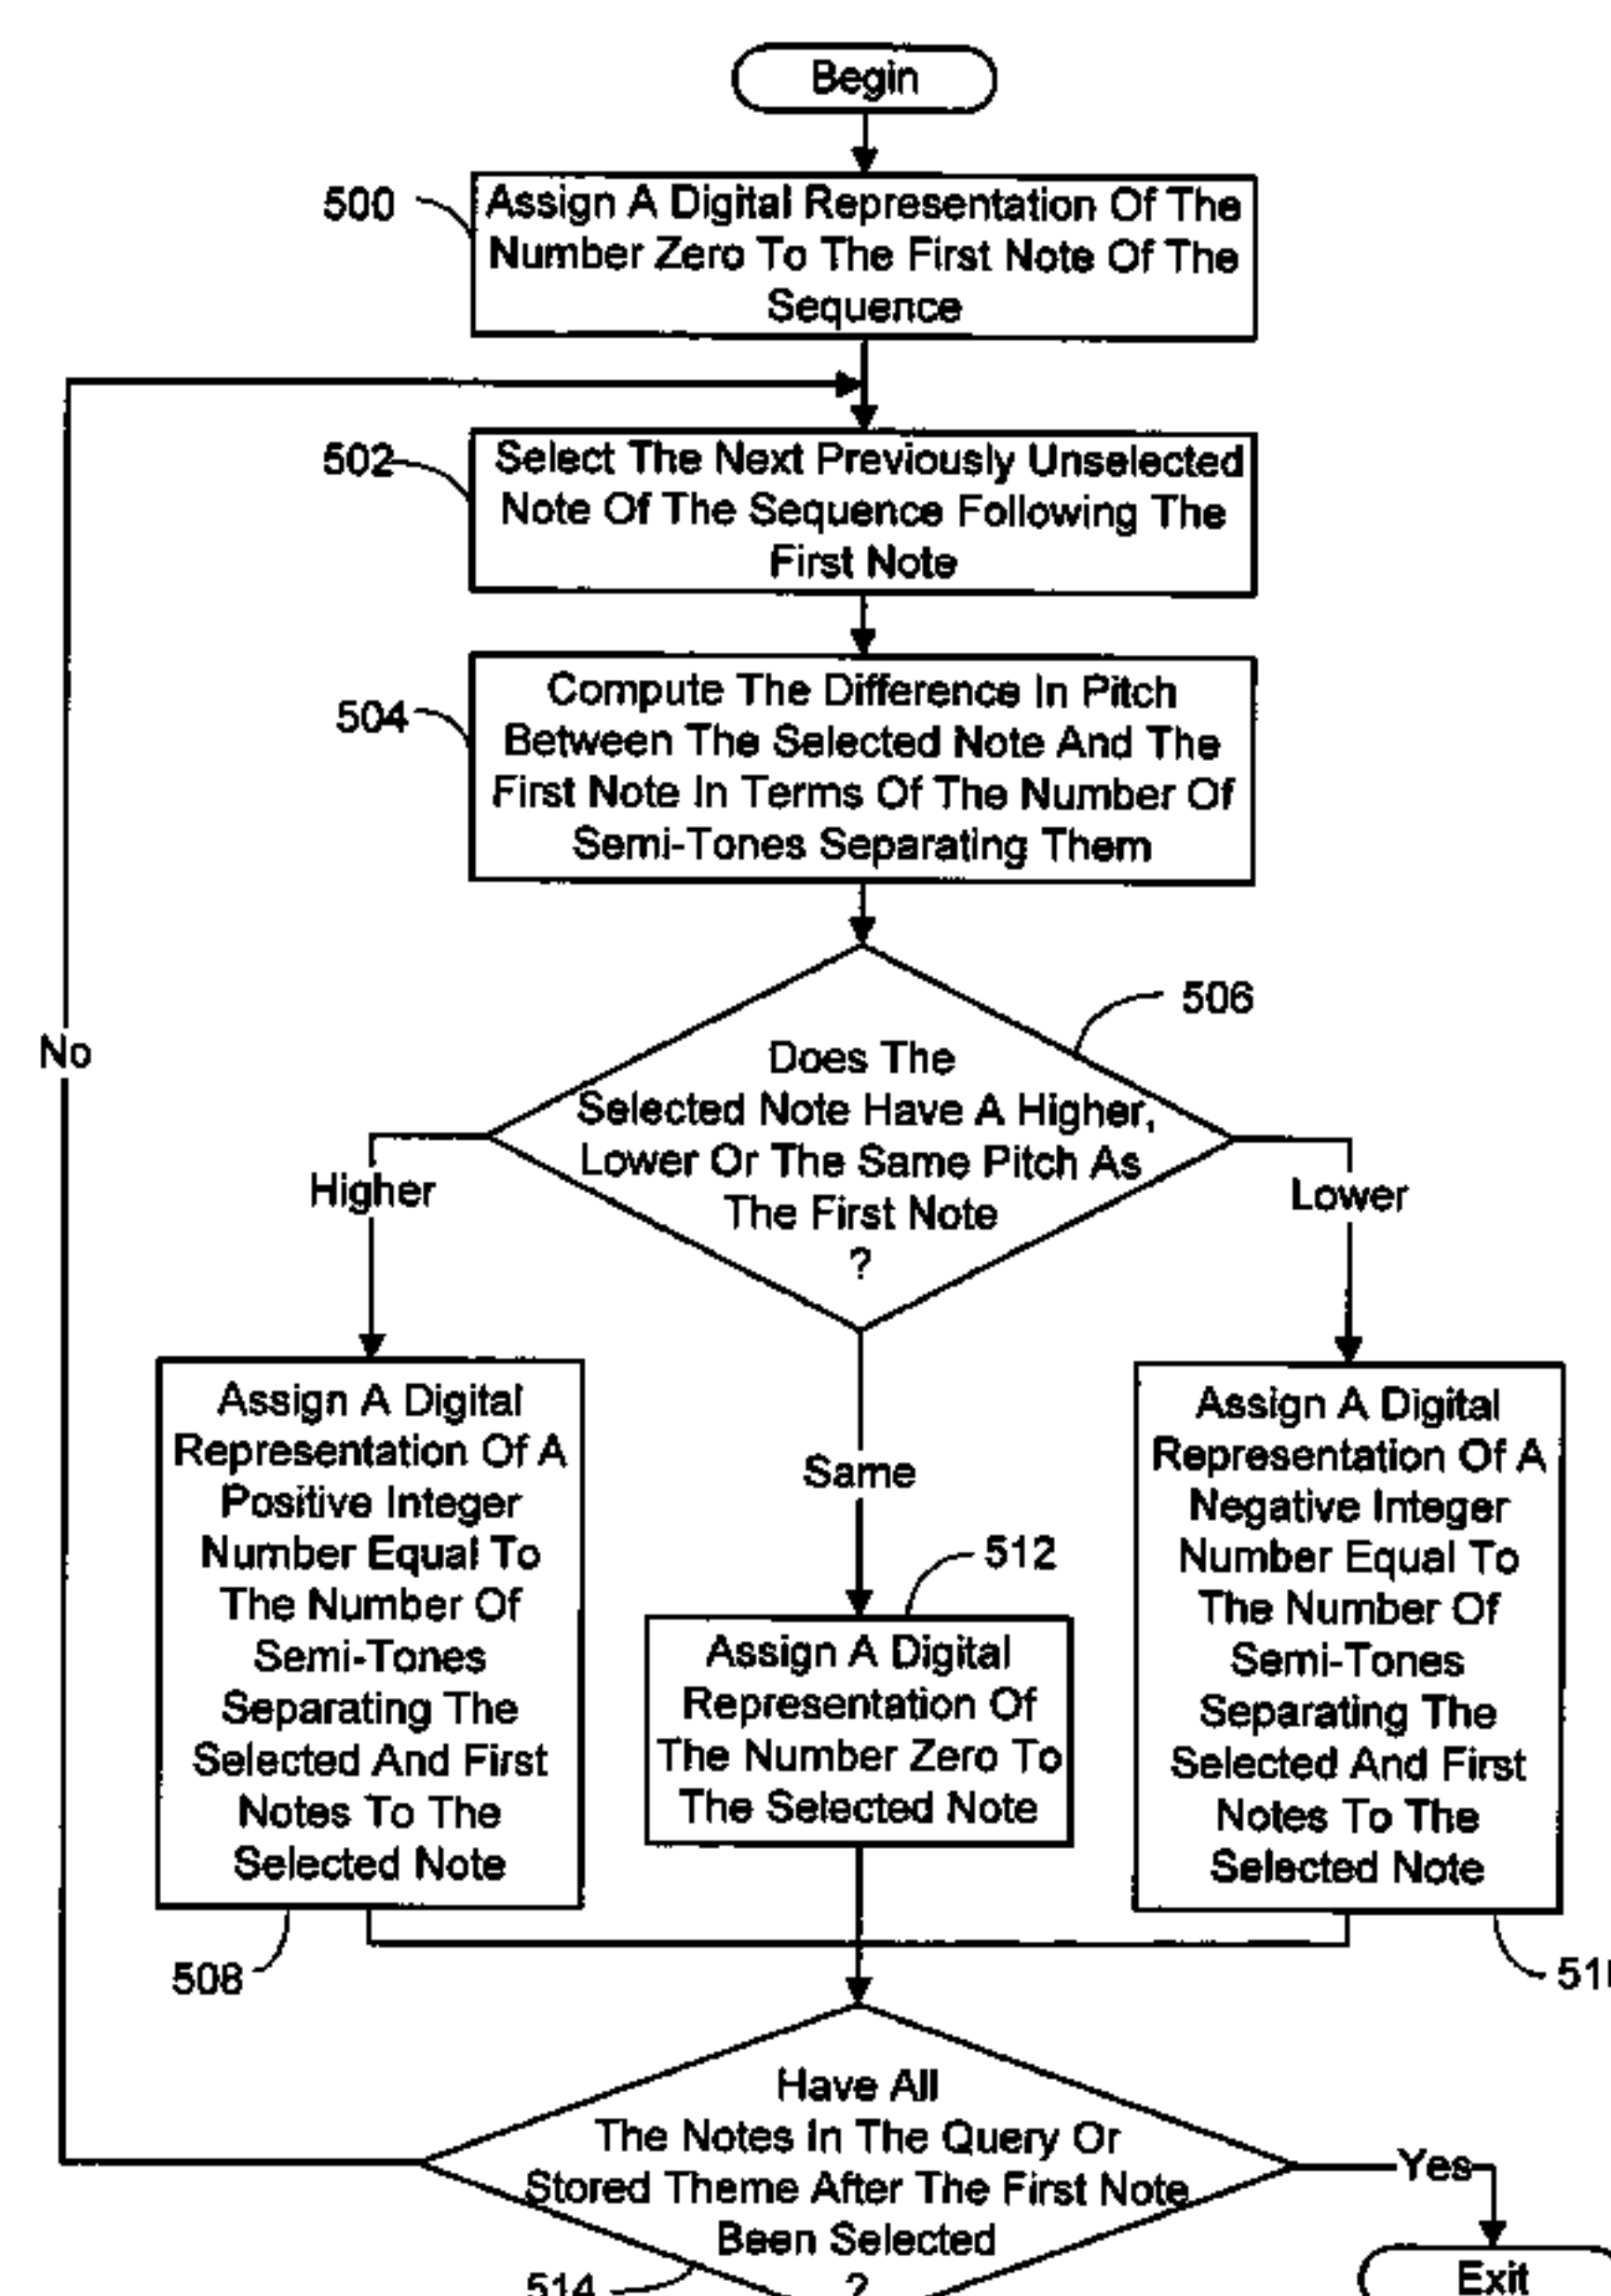 Begin
500
Assign A Digital Representation Of The
Number Zero To The First Note Of The
Sequence
502
Select The Next Previously Unselected
Note Of The Sequence Following The
First Note
504
Compute The Difference In Pitch
Between The Selected Note And The
First Note In Terms Of The Number Of
Semi-Tones Separating Them
506
No
Does The
Selected Note Have A Higher,
Lower Or The Same Pitch As
The First Note
?
Higher
Lower
Same
Assign A Digital
Representation Of A
Positive Integer
Number Equal To
The Number Of
Semi-Tones
Separating The
Selected And First
Notes To The
Selected Note
508
512
Assign A Digital
Representation Of
The Number Zero To
The Selected Note
Assign A Digital
Representation Of A
Negative Integer
Number Equal To
The Number Of
Semi-Tones
Separating The
Selected And First
Notes To The
Selected Note
Have All
The Notes In The Query Or
Stored Theme After The First Note
Been Selected
?
514
Yes
Exit